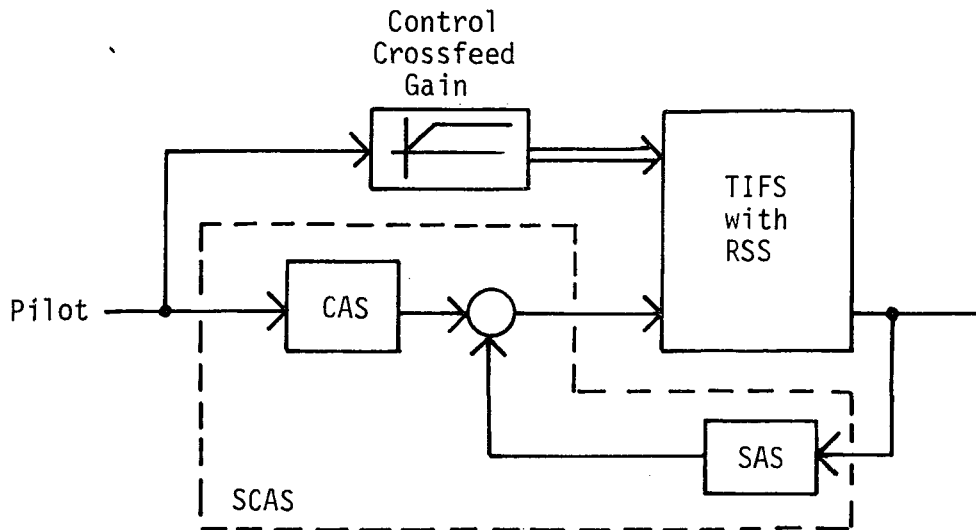 Control
Crossfeed
Gain
TIFS
with
RSS
Pilot
CAS
SAS
SCAS